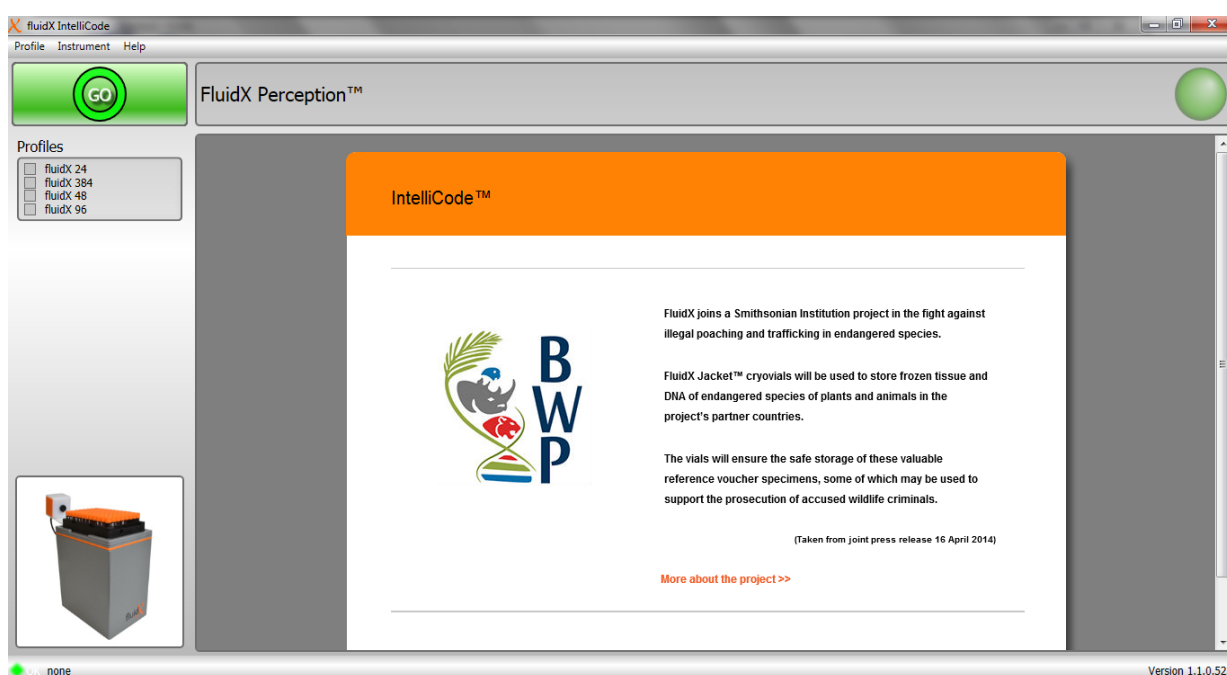 fluidX IntelliCode
Profile Instrument Help
GO
FluidX Perception™
Profiles
fluidX 24
fluidX 384
fluidX 48
fluidX 96
IntelliCode™
BWP
FluidX joins a Smithsonian Institution project in the fight against
illegal poaching and trafficking in endangered species.
FluidX Jacket™ cryovials will be used to store frozen tissue and
DNA of endangered species of plants and animals in the
project's partner countries.
The vials will ensure the safe storage of these valuable
reference voucher specimens, some of which may be used to
support the prosecution of accused wildlife criminals.
(Taken from joint press release 16 April 2014)
More about the project >>
fluidX
OK none
Version 1.1.0.52